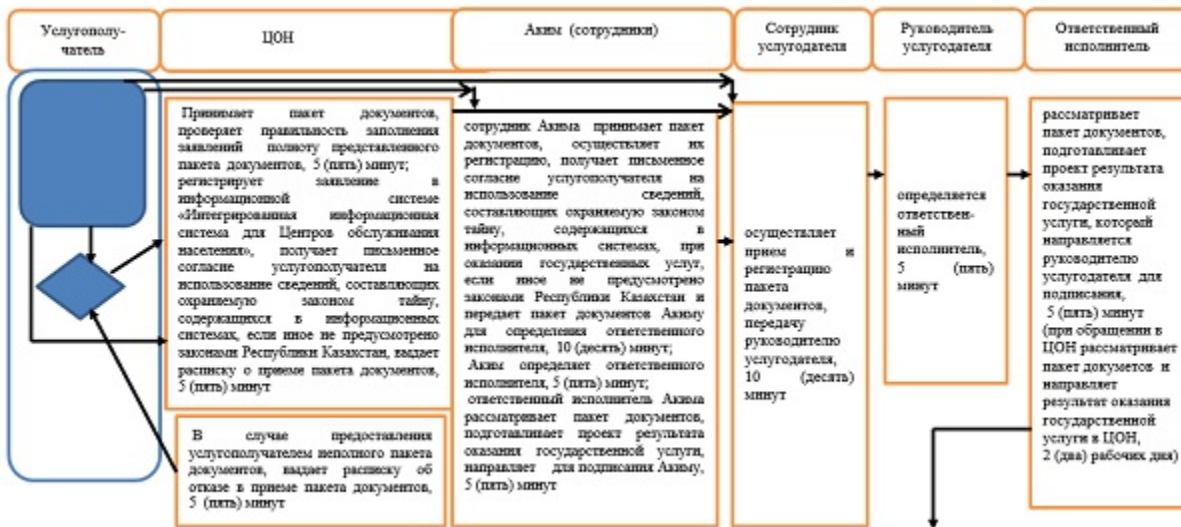 Услугополу-
чатель
ЦОН
Аким (сотрудники)
Сотрудник
услугодателя
Руководитель
услугодателя
Ответственный
исполнитель
Принимает пакет документов,
проверяет правильность заполнения
заявлений полноту представленного
пакета документов, 5 (пять) минут;
регистрирует заявление в
информационной системе
«Интегрированная информационная
система для Центров обслуживания
населения», получает письменное
согласие услугополучателя на
использование сведений, составляющих
охраняемую законом тайну,
содержащихся в информационных
системах, если иное не предусмотрено
законами Республики Казахстан, выдает
расписку о приеме пакета документов,
5 (пять) минут
В случае предоставления
услугополучателем неполного пакета
документов, выдает расписку об
отказе в приеме пакета документов,
5 (пять) минут
сотрудник Акима принимает пакет
документов, осуществляет их
регистрацию, получает письменное
согласие услугополучателя на
использование сведений,
составляющих охраняемую законом
тайну, содержащихся в
информационных системах, при
оказании государственных услуг,
если иное не предусмотрено
законами Республики Казахстан и
передает пакет документов Акиму
для определения ответственного
исполнителя, 10 (десять) минут;
Аким определяет ответственного
исполнителя, 5 (пять) минут;
ответственный исполнитель Акима
рассматривает пакет документов,
подготавливает проект результата
оказания государственной услуги,
направляет для подписания Акиму,
5 (пять) минут
осуществляет
прием и
регистрацию
пакета
документов,
передачу
руководителю
услугодателя,
10 (десять)
минут
определяется
ответствен-
ный
исполнитель,
5 (пять)
минут
рассматривает
пакет документов,
подготавливает
проект результата
оказания
государственной
услуги, который
направляется
руководителю
услугодателя для
подписания,
5 (пять) минут
(при обращении в
ЦОН рассматривает
пакет докуметов и
направляет
результат оказания
государственной
услуги в ЦОН,
2 (два) рабочих дня)